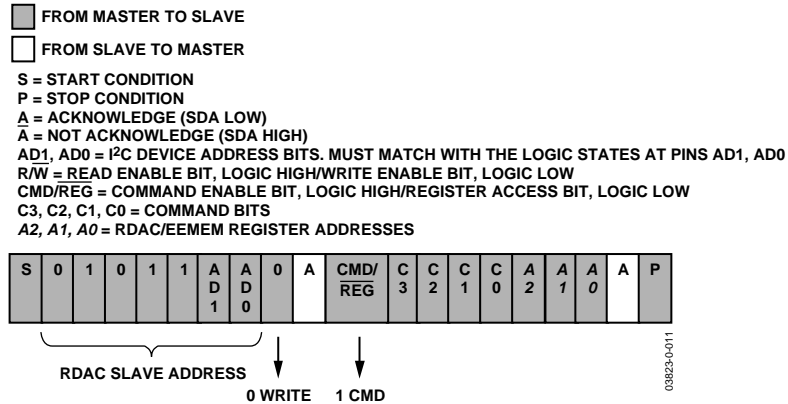 FROM MASTER TO SLAVE
FROM SLAVE TO MASTER
S = START CONDITION
P = STOP CONDITION
A = ACKNOWLEDGE (SDA LOW)
A̅ = NOT ACKNOWLEDGE (SDA HIGH)
AD1, AD0 = I²C DEVICE ADDRESS BITS. MUST MATCH WITH THE LOGIC STATES AT PINS AD1, AD0
R/W̅ = READ ENABLE BIT, LOGIC HIGH/WRITE ENABLE BIT, LOGIC LOW
CMD/R̅E̅G̅ = COMMAND ENABLE BIT, LOGIC HIGH/REGISTER ACCESS BIT, LOGIC LOW
C3, C2, C1, C0 = COMMAND BITS
A2, A1, A0 = RDAC/EEMEM REGISTER ADDRESSES
S 0 1 0 1 1 AD1 AD0 0 A CMD/R̅E̅G̅ C3 C2 C1 C0 A2 A1 A0 A P
RDAC SLAVE ADDRESS
0 WRITE 1 CMD
03823-0-011